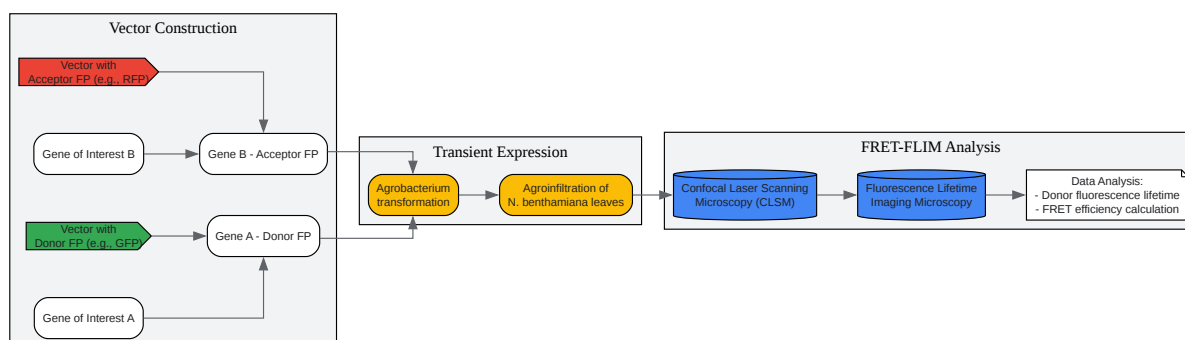 Vector Construction
Vector with
Acceptor FP (e.g., RFP)
Gene of Interest B
Gene B - Acceptor FP
Vector with
Donor FP (e.g., GFP)
Gene A - Donor FP
Gene of Interest A
Transient Expression
Agrobacterium
transformation
Agroinfiltration of
N. benthamiana leaves
FRET-FLIM Analysis
Confocal Laser Scanning
Microscopy (CLSM)
Fluorescence Lifetime
Imaging Microscopy
Data Analysis:
- Donor fluorescence lifetime
- FRET efficiency calculation